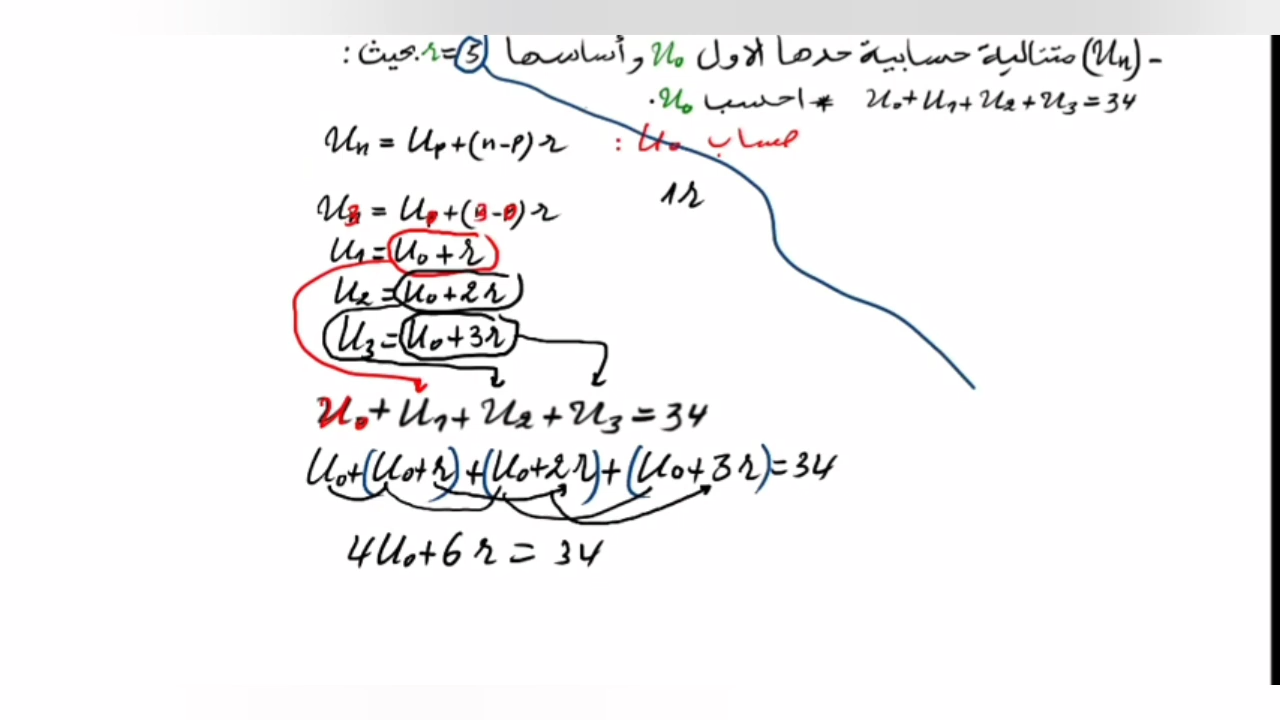 - (Un) متتالية حسابية حدها الاول U0 وأساسها r=5 بحيث :
U0+U1+U2+U3=34 * احسب U0.
حساب U0 :
Un = Up+(n-p)r
1r
U3 = Up+(3-0)r
U1=U0+r
U2=U0+2r
U3=U0+3r
U0+U1+U2+U3=34
U0+(U0+r)+(U0+2r)+(U0+3r)=34
4U0+6r=34